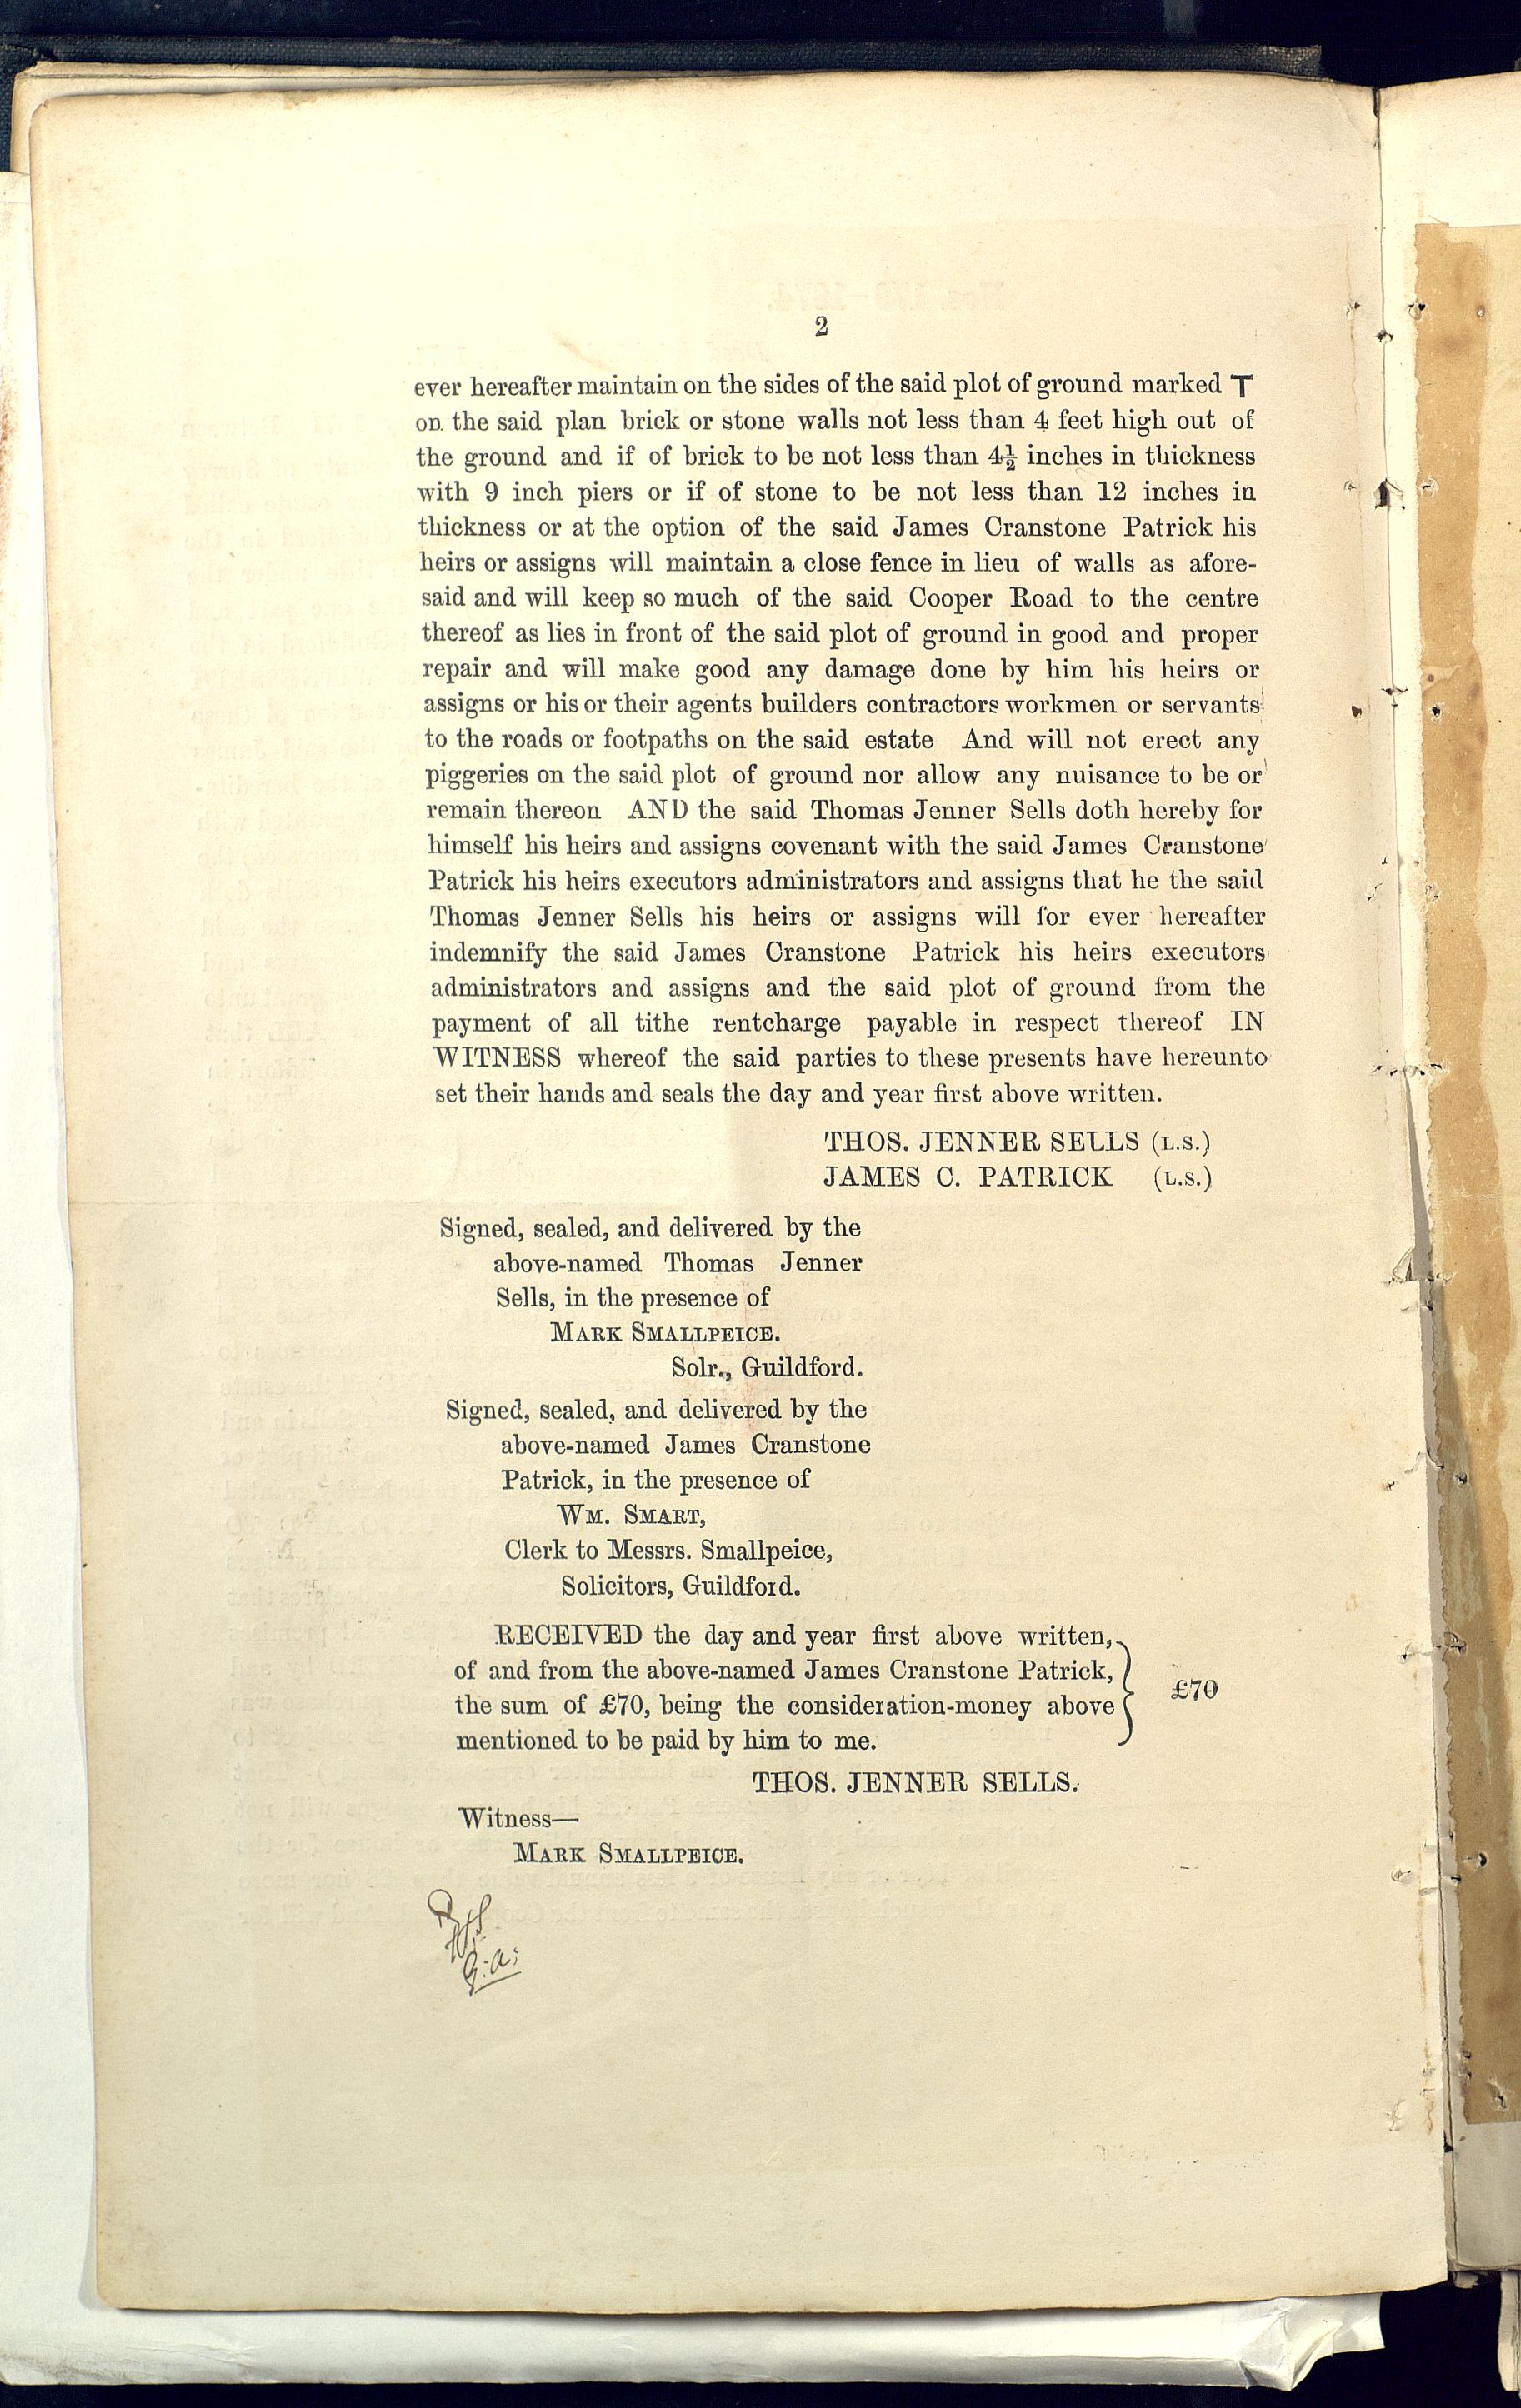 2
ever hereafter maintain on the sides of the said plot of ground marked T
on the said plan brick or stone walls not less than 4 feet high out of
the ground and if of brick to be not less than 4½ inches in thickness
with 9 inch piers or if of stone to be not less than 12 inches in
thickness or at the option of the said James Cranstone Patrick his
heirs or assigns will maintain a close fence in lieu of walls as afore-
said and will keep so much of the said Cooper Road to the centre
thereof as lies in front of the said plot of ground in good and proper
repair and will make good any damage done by him his heirs or
assigns or his or their agents builders contractors workmen or servants
to the roads or footpaths on the said estate And will not erect any
piggeries on the said plot of ground nor allow any nuisance to be or
remain thereon AND the said Thomas Jenner Sells doth hereby for
himself his heirs and assigns covenant with the said James Cranstone
Patrick his heirs executors administrators and assigns that he the said
Thomas Jenner Sells his heirs or assigns will for ever hereafter
indemnify the said James Cranstone Patrick his heirs executors
administrators and assigns and the said plot of ground from the
payment of all tithe rentcharge payable in respect thereof IN
WITNESS whereof the said parties to these presents have hereunto
set their hands and seals the day and year first above written.
THOS. JENNER SELLS (L.S.)
JAMES C. PATRICK (L.S.)
Signed, sealed, and delivered by the
above-named Thomas Jenner
Sells, in the presence of
MARK SMALLPEICE.
Solr., Guildford.
Signed, sealed, and delivered by the
above-named James Cranstone
Patrick, in the presence of
WM. SMART,
Clerk to Messrs. Smallpeice,
Solicitors, Guildford.
RECEIVED the day and year first above written,
of and from the above-named James Cranstone Patrick,
the sum of £70, being the consideration-money above
mentioned to be paid by him to me.
£70
THOS. JENNER SELLS.
Witness—
MARK SMALLPEICE.